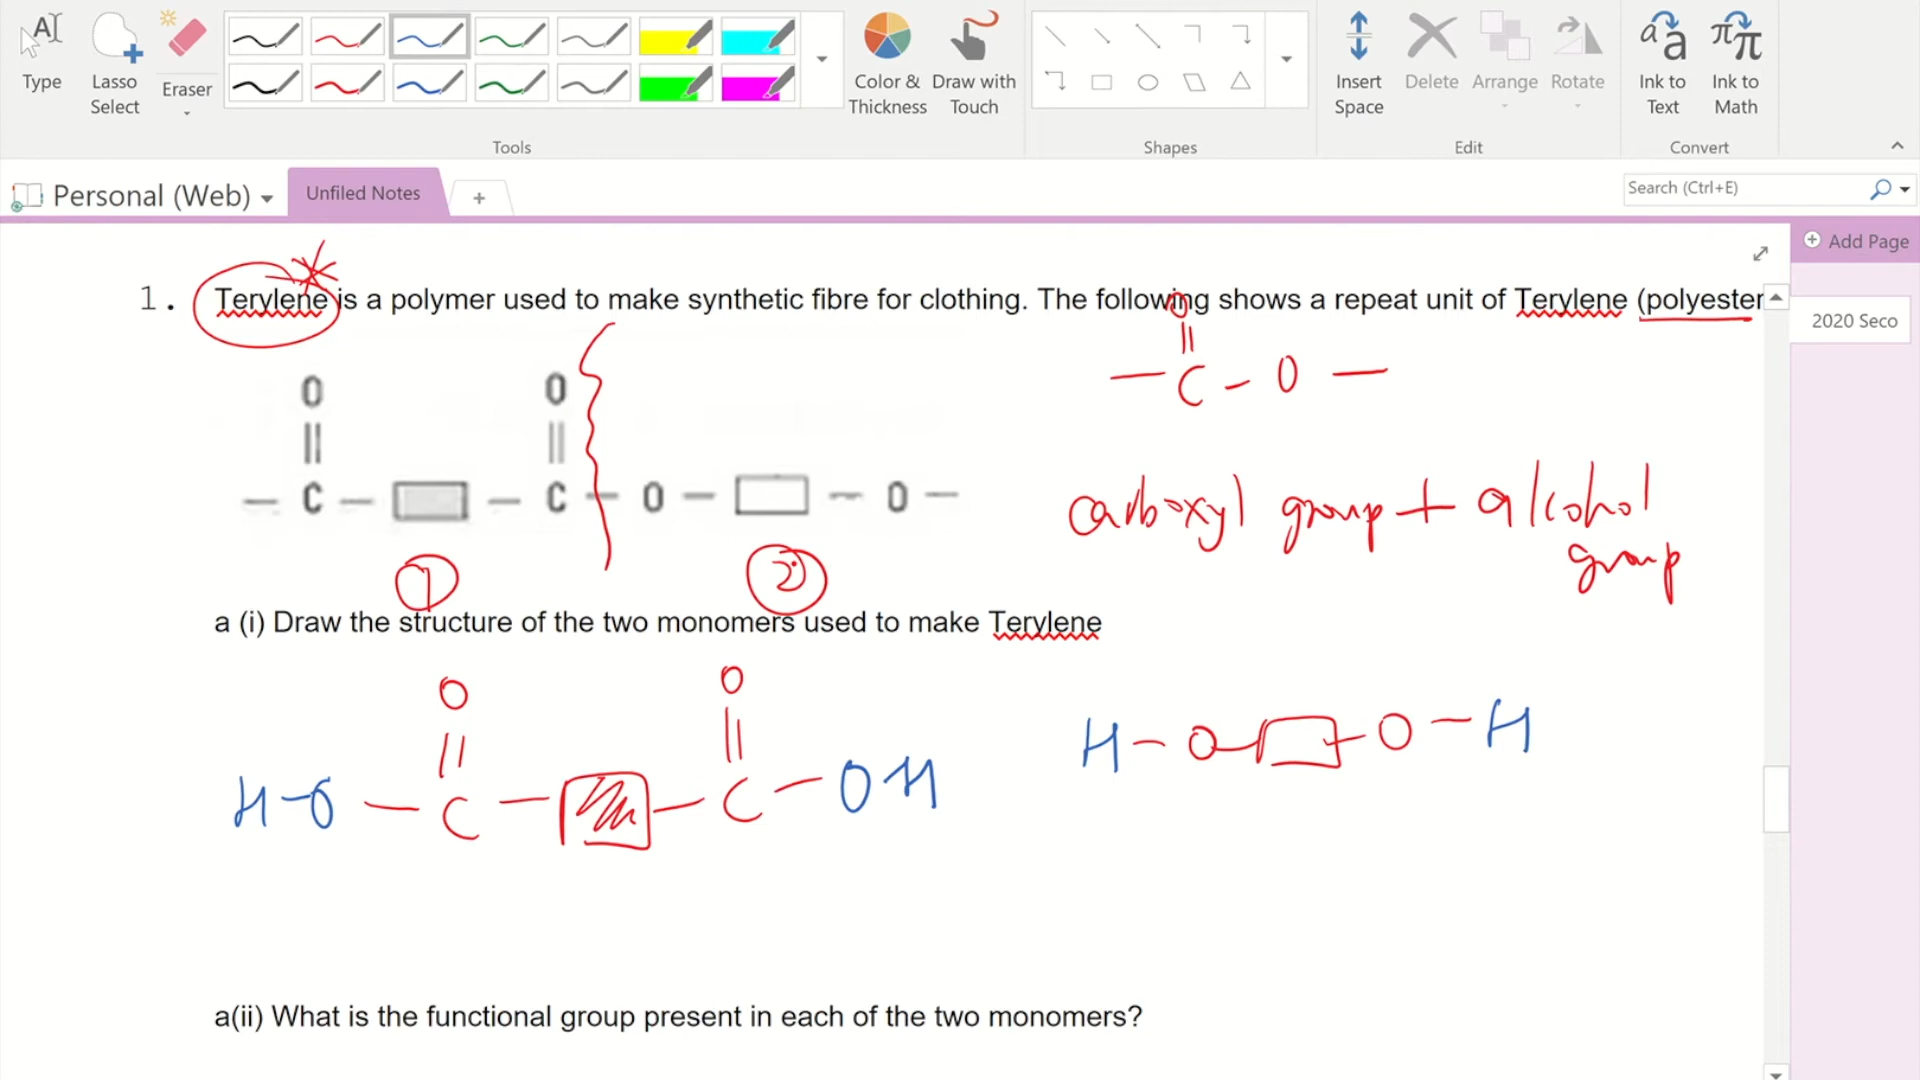 Type
Lasso
Select
Eraser
Color &
Thickness
Draw with
Touch
Insert
Space
Delete
Arrange
Rotate
Ink to
Text
Ink to
Math
Tools
Shapes
Edit
Convert
Personal (Web)
Unfiled Notes
+
Search (Ctrl+E)
Add Page
2020 Seco
1. Terylene is a polymer used to make synthetic fibre for clothing. The following shows a repeat unit of Terylene (polyester
O
||
— C — O —
O O
|| ||
— C — — C — O — — O —
carboxyl group + alcohol
group
1 2
a (i) Draw the structure of the two monomers used to make Terylene
O O
|| ||
H-O — C — — C — OH
H — O — — O — H
a(ii) What is the functional group present in each of the two monomers?